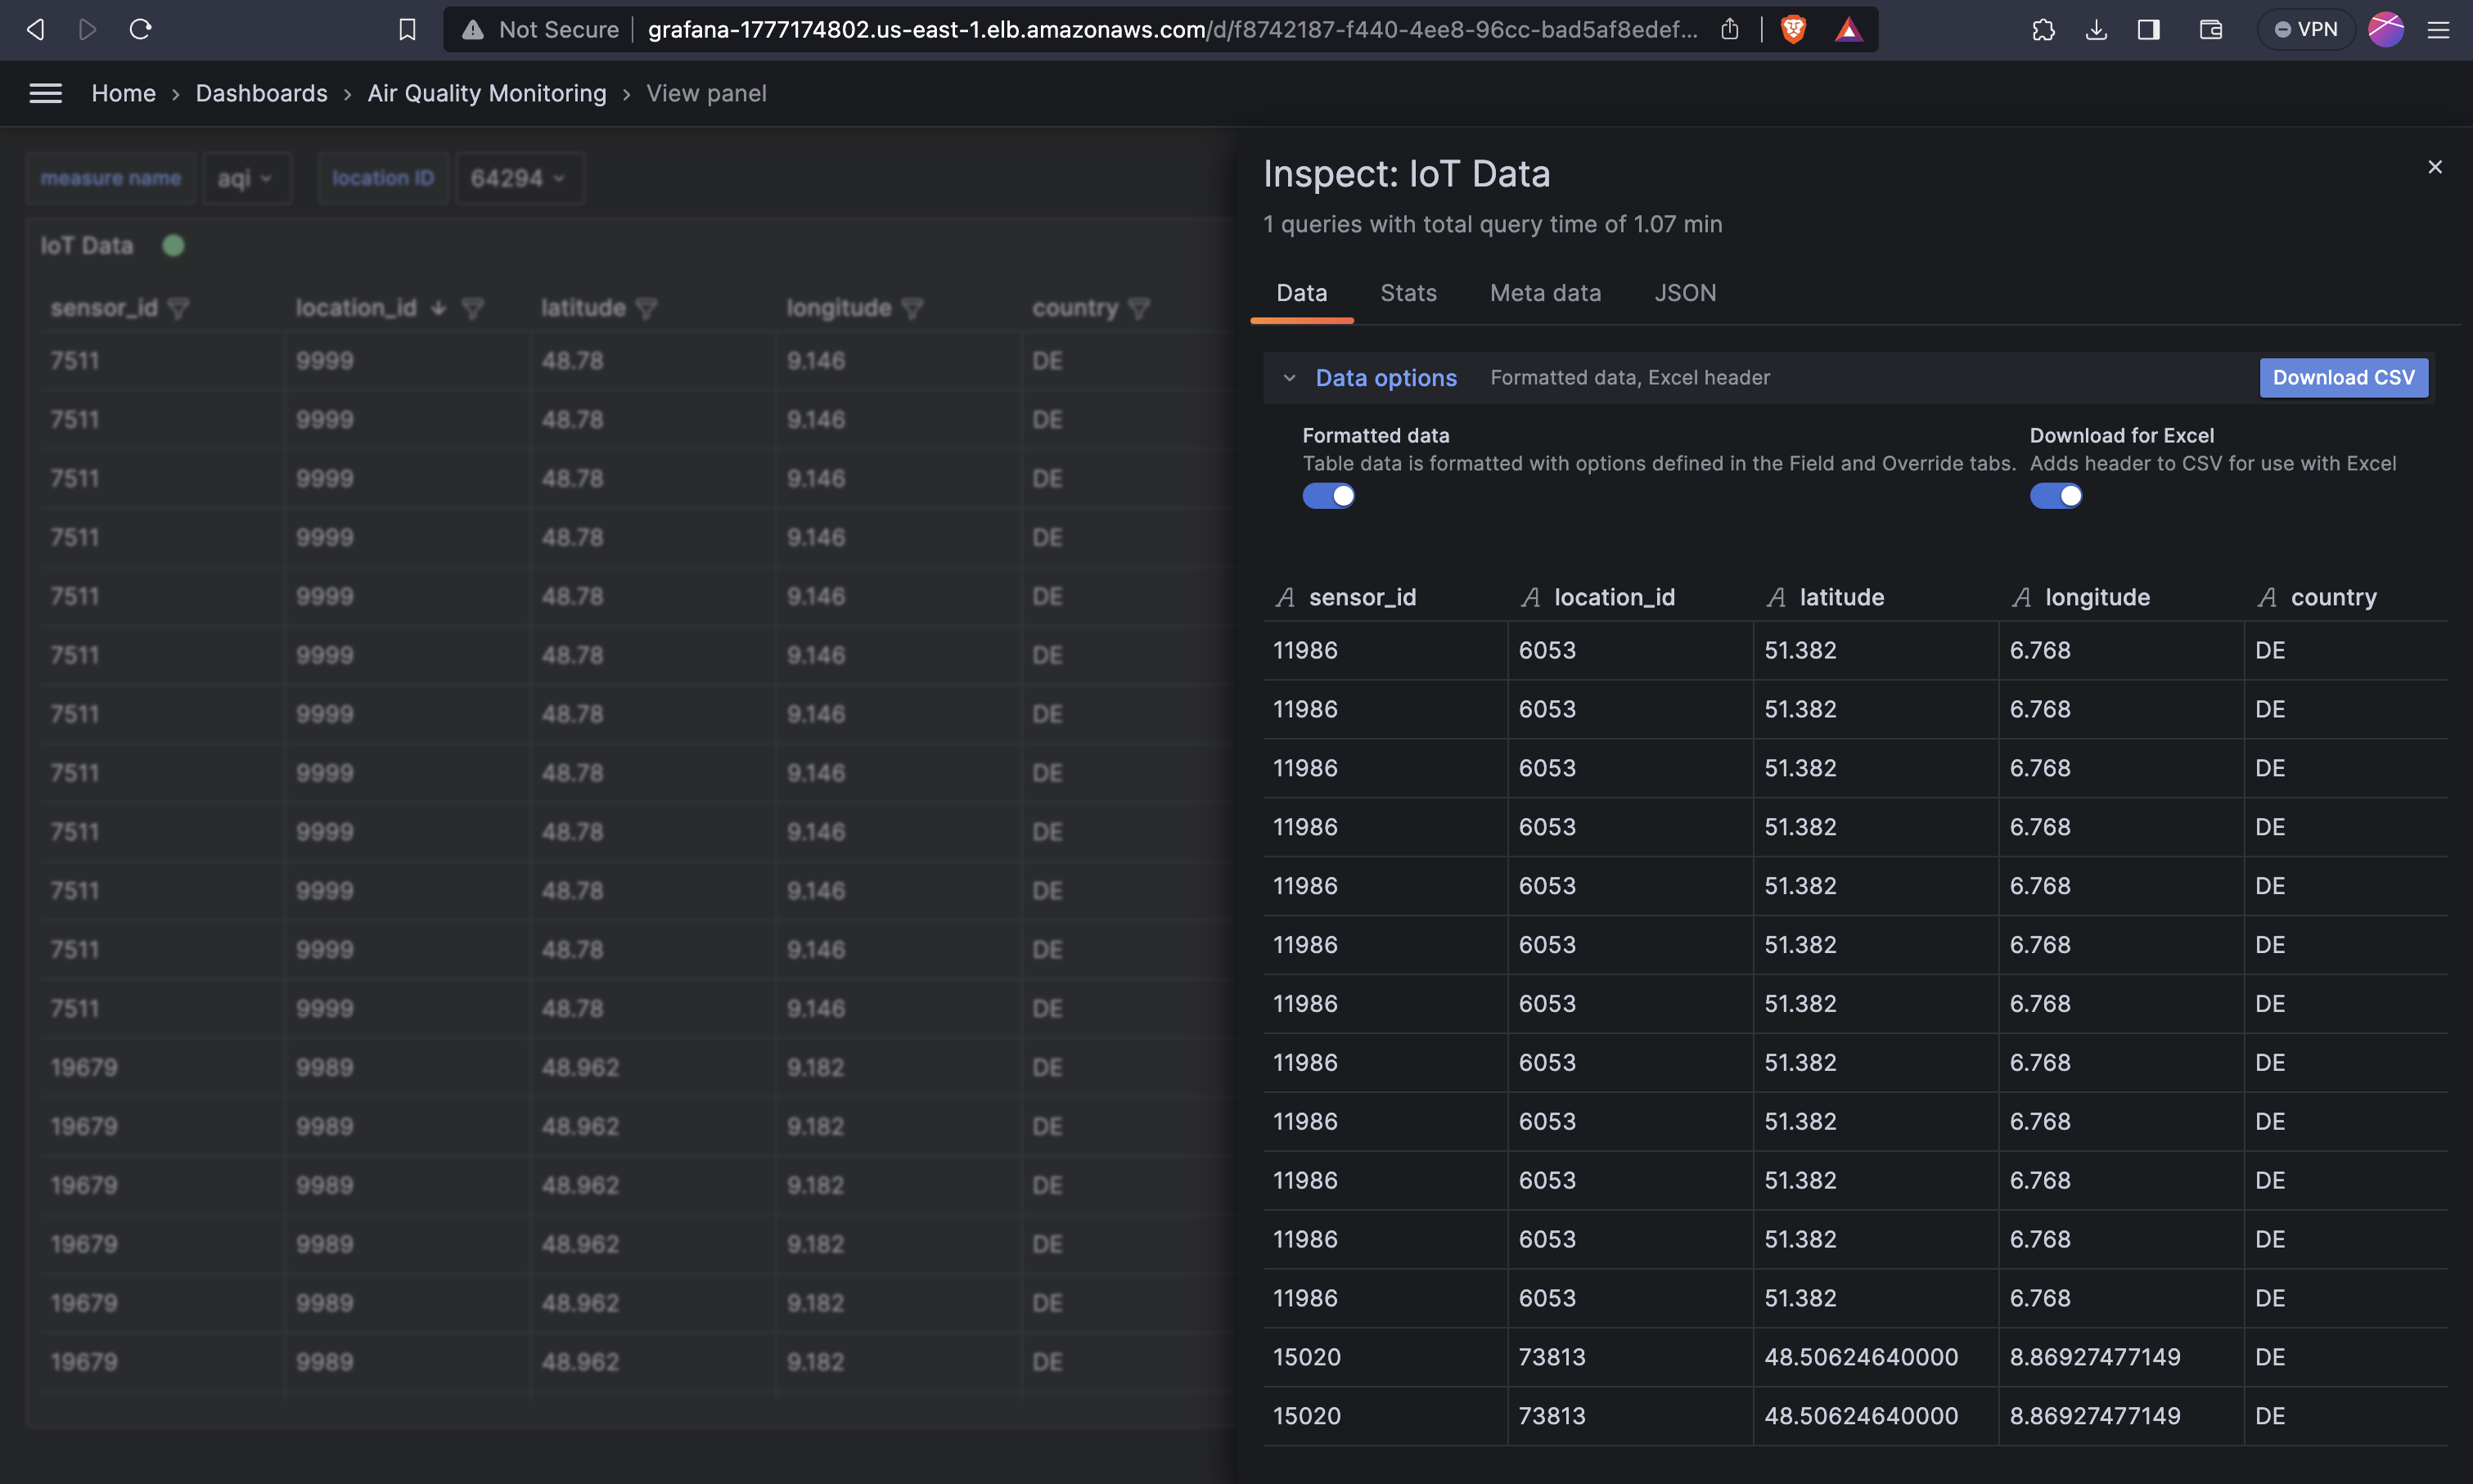 Not Secure grafana-1777174802.us-east-1.elb.amazonaws.com/d/f8742187-f440-4ee8-96cc-bad5af8edef... VPN
Home › Dashboards › Air Quality Monitoring › View panel
measure name aqi location ID 64294
IoT Data
sensor_id location_id latitude longitude country
7511 9999 48.78 9.146 DE
7511 9999 48.78 9.146 DE
7511 9999 48.78 9.146 DE
7511 9999 48.78 9.146 DE
7511 9999 48.78 9.146 DE
7511 9999 48.78 9.146 DE
7511 9999 48.78 9.146 DE
7511 9999 48.78 9.146 DE
7511 9999 48.78 9.146 DE
7511 9999 48.78 9.146 DE
7511 9999 48.78 9.146 DE
7511 9999 48.78 9.146 DE
19679 9989 48.962 9.182 DE
19679 9989 48.962 9.182 DE
19679 9989 48.962 9.182 DE
19679 9989 48.962 9.182 DE
19679 9989 48.962 9.182 DE
19679 9989 48.962 9.182 DE
Inspect: IoT Data
1 queries with total query time of 1.07 min
Data Stats Meta data JSON
Data options Formatted data, Excel header Download CSV
Formatted data Download for Excel
Table data is formatted with options defined in the Field and Override tabs. Adds header to CSV for use with Excel
sensor_id location_id latitude longitude country
11986 6053 51.382 6.768 DE
11986 6053 51.382 6.768 DE
11986 6053 51.382 6.768 DE
11986 6053 51.382 6.768 DE
11986 6053 51.382 6.768 DE
11986 6053 51.382 6.768 DE
11986 6053 51.382 6.768 DE
11986 6053 51.382 6.768 DE
11986 6053 51.382 6.768 DE
11986 6053 51.382 6.768 DE
11986 6053 51.382 6.768 DE
11986 6053 51.382 6.768 DE
15020 73813 48.50624640000 8.86927477149 DE
15020 73813 48.50624640000 8.86927477149 DE